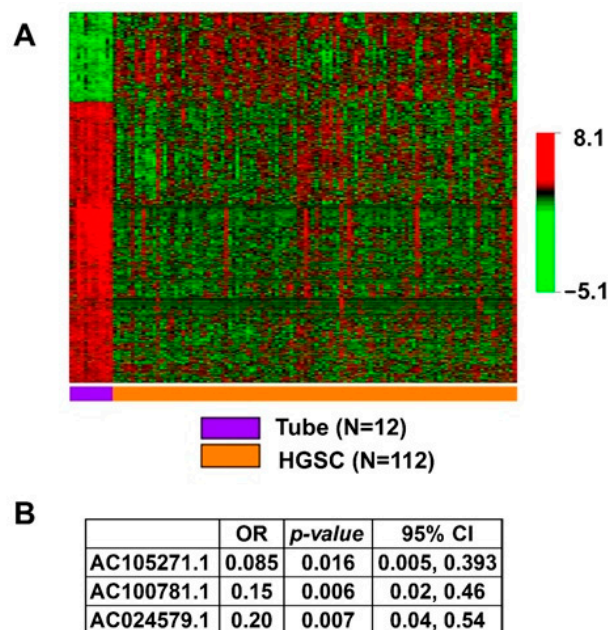 A
8.1
−5.1
Tube (N=12)
HGSC (N=112)
B
OR p-value 95% CI
AC105271.1 0.085 0.016 0.005, 0.393
AC100781.1 0.15 0.006 0.02, 0.46
AC024579.1 0.20 0.007 0.04, 0.54